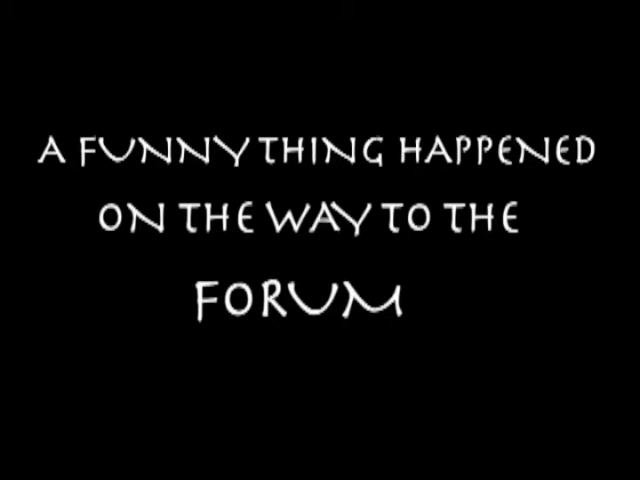 A FUNNY THING HAPPENED
ON THE WAY TO THE
FORUM